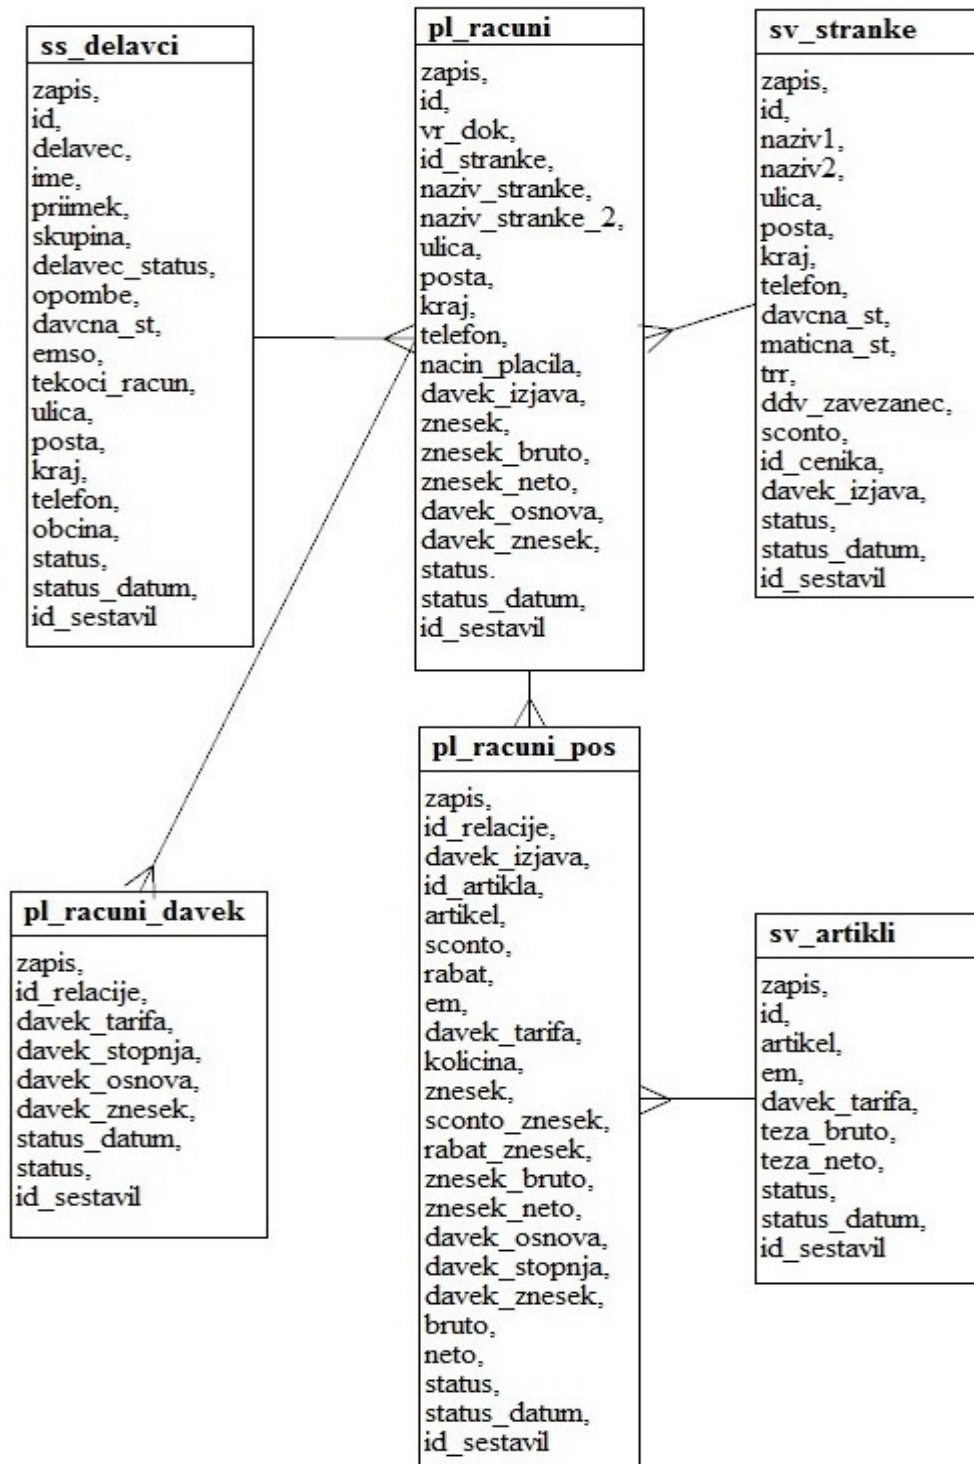 ss_delavci
zapis,
id,
delavec,
ime,
priimek,
skupina,
delavec_status,
opombe,
davcna_st,
emso,
tekoci_racun,
ulica,
posta,
kraj,
telefon,
obcina,
status,
status_datum,
id_sestavil
pl_racuni
zapis,
id,
vr_dok,
id_stranke,
naziv_stranke,
naziv_stranke_2,
ulica,
posta,
kraj,
telefon,
nacin_placila,
davek_izjava,
znesek,
znesek_bruto,
znesek_neto,
davek_osnova,
davek_znesek,
status.
status_datum,
id_sestavil
sv_stranke
zapis,
id,
naziv1,
naziv2,
ulica,
posta,
kraj,
telefon,
davcna_st,
maticna_st,
trr,
ddv_zavezanec,
sconto,
id_cenika,
davek_izjava,
status,
status_datum,
id_sestavil
pl_racuni_davek
zapis,
id_relacije,
davek_tarifa,
davek_stopnja,
davek_osnova,
davek_znesek,
status_datum,
status,
id_sestavil
pl_racuni_pos
zapis,
id_relacije,
davek_izjava,
id_artikla,
artikel,
sconto,
rabat,
em,
davek_tarifa,
kolicina,
znesek,
sconto_znesek,
rabat_znesek,
znesek_bruto,
znesek_neto,
davek_osnova,
davek_stopnja,
davek_znesek,
bruto,
neto,
status,
status_datum,
id_sestavil
sv_artikli
zapis,
id,
artikel,
em,
davek_tarifa,
teza_bruto,
teza_neto,
status,
status_datum,
id_sestavil